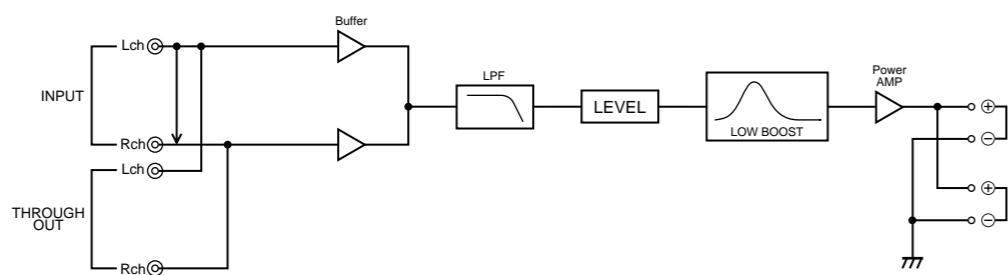 Buffer
Lch
INPUT
Rch
LPF
LEVEL
LOW BOOST
Power
AMP
+
−
Lch
THROUGH
OUT
Rch
+
−